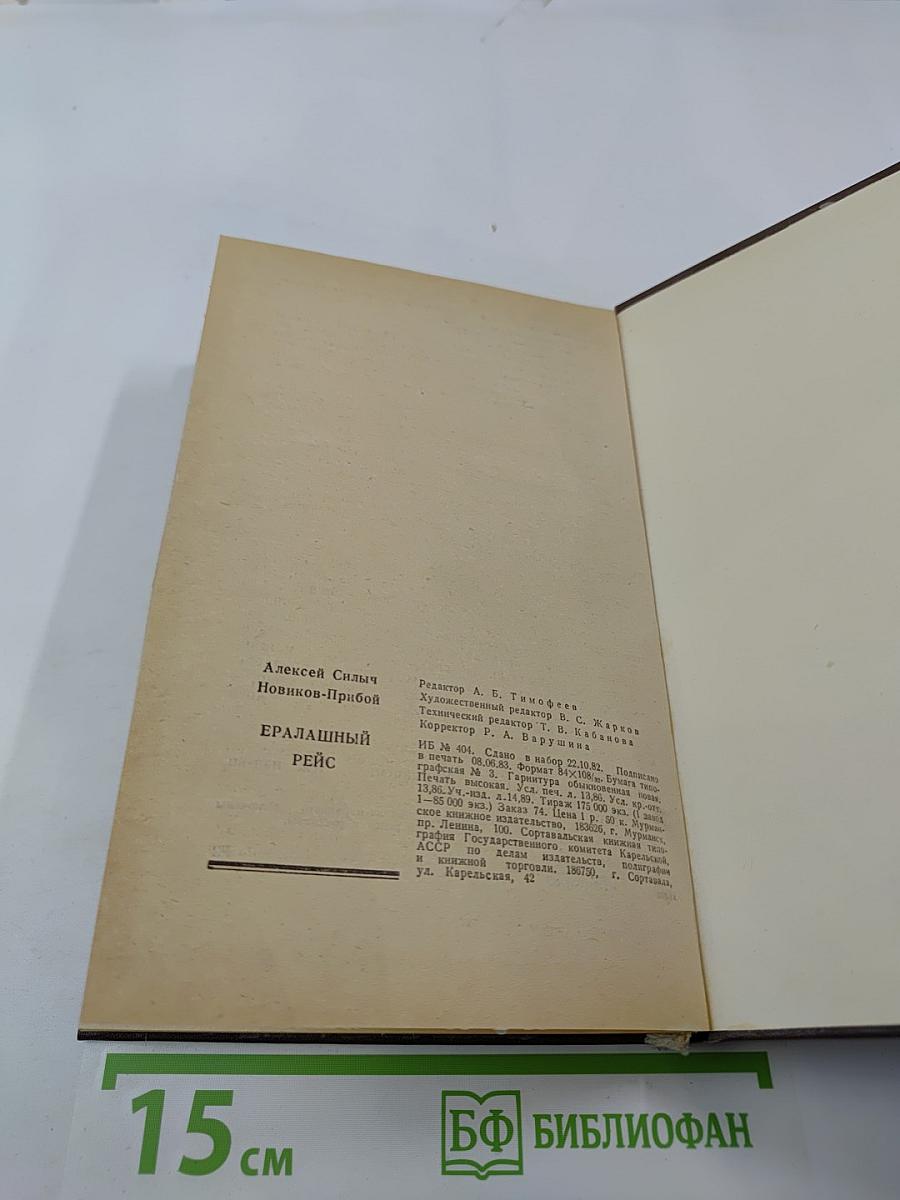 Алексей Силыч
Новиков-Прибой
ЕРАЛАШНЫЙ
РЕЙС
Редактор А. Б. Тимофеев
Художественный редактор В. С. Жарков
Технический редактор Т. В. Кабанова
Корректор Р. А. Варушина
ИБ № 404. Сдано в набор 22.10.82. Подписано
в печать 08.06.83. Формат 84×108/32. Бумага типо-
графская № 3. Гарнитура обыкновенная новая.
Печать высокая. Усл. печ. л. 13,86. Усл. кр.-отт.
13,86. Уч.-изд. л. 14,89. Тираж 175 000 экз. (I завод
1—85 000 экз.) Заказ 74. Цена 1 р. 50 к. Мурман-
ское книжное издательство, 183626, г. Мурманск,
пр. Ленина, 100. Сортавальская книжная типо-
графия Государственного комитета Карельской
АССР по делам издательств, полиграфии
и книжной торговли. 186750, г. Сортавала,
ул. Карельская, 42
15 см
БФ БИБЛИОФАН